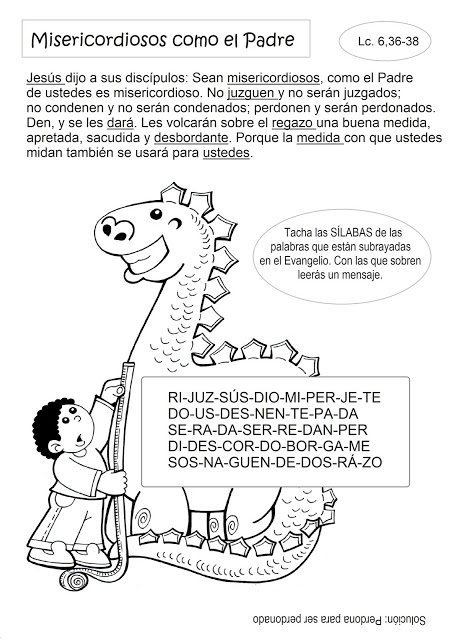 Misericordiosos como el Padre
Lc. 6,36-38
Jesús dijo a sus discípulos: Sean misericordiosos, como el Padre
de ustedes es misericordioso. No juzguen y no serán juzgados;
no condenen y no serán condenados; perdonen y serán perdonados.
Den, y se les dará. Les volcarán sobre el regazo una buena medida,
apretada, sacudida y desbordante. Porque la medida con que ustedes
midan también se usará para ustedes.
Tacha las SÍLABAS de las
palabras que están subrayadas
en el Evangelio. Con las que sobren
leerás un mensaje.
RI-JUZ-SÚS-DIO-MI-PER-JE-TE
DO-US-DES-NEN-TE-PA-DA
SE-RA-DA-SER-RE-DAN-PER
DI-DES-COR-DO-BOR-GA-ME
SOS-NA-GUEN-DE-DOS-RÁ-ZO
Solución: Perdona para ser perdonado